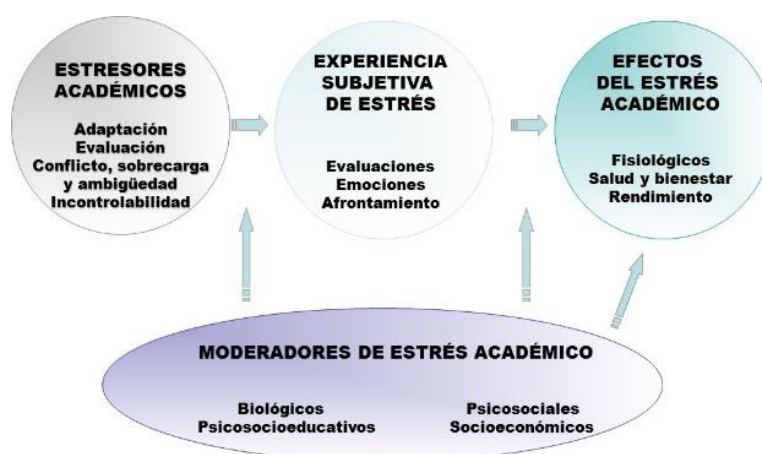 ESTRESORES
ACADÉMICOS
Adaptación
Evaluación
Conflicto, sobrecarga
y ambigüedad
Incontrolabilidad
EXPERIENCIA
SUBJETIVA
DE ESTRÉS
Evaluaciones
Emociones
Afrontamiento
EFECTOS
DEL ESTRÉS
ACADÉMICO
Fisiológicos
Salud y bienestar
Rendimiento
MODERADORES DE ESTRÉS ACADÉMICO
Biológicos
Psicosocioeducativos
Psicosociales
Socioeconómicos